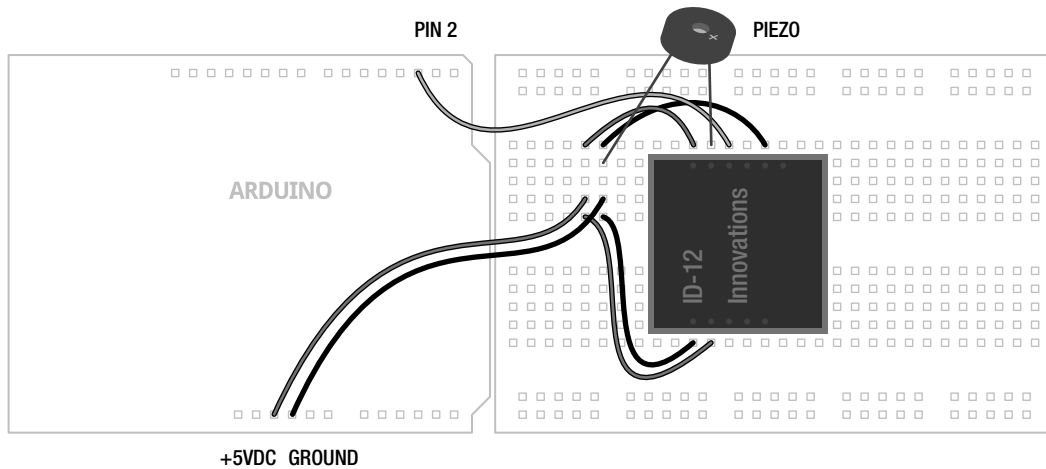 PIN 2
PIEZO
x
ARDUINO
ID-12
Innovations
+5VDC GROUND